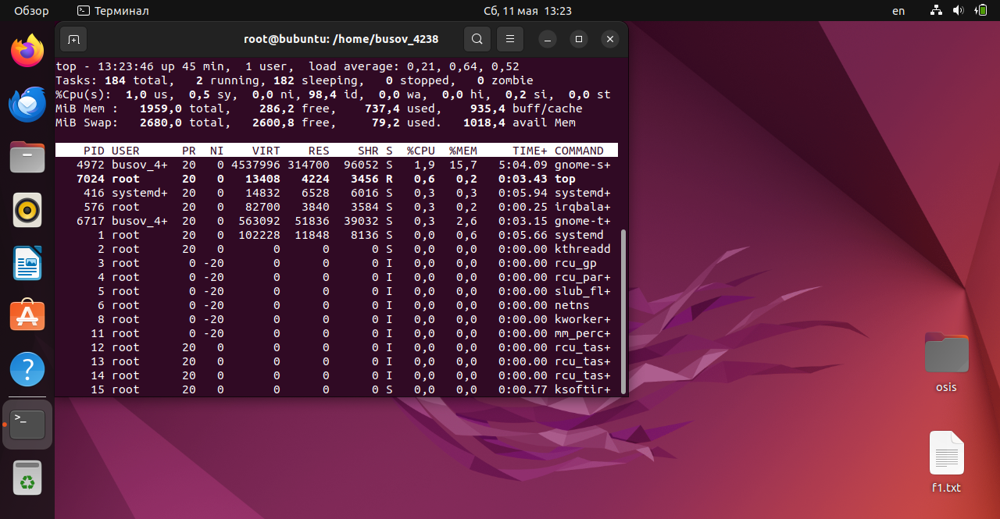 Обзор Терминал Сб, 11 мая 13:23 en
root@bubuntu: /home/busov_4238
top - 13:23:46 up 45 min, 1 user, load average: 0,21, 0,64, 0,52
Tasks: 184 total, 2 running, 182 sleeping, 0 stopped, 0 zombie
%Cpu(s): 1,0 us, 0,5 sy, 0,0 ni, 98,4 id, 0,0 wa, 0,0 hi, 0,2 si, 0,0 st
MiB Mem : 1959,0 total, 286,2 free, 737,4 used, 935,4 buff/cache
MiB Swap: 2680,0 total, 2600,8 free, 79,2 used. 1018,4 avail Mem
PID USER PR NI VIRT RES SHR S %CPU %MEM TIME+ COMMAND
4972 busov_4+ 20 0 4537996 314700 96052 S 1,9 15,7 5:04.09 gnome-s+
7024 root 20 0 13408 4224 3456 R 0,6 0,2 0:03.43 top
416 systemd+ 20 0 14832 6528 6016 S 0,3 0,3 0:05.94 systemd+
576 root 20 0 82700 3840 3584 S 0,3 0,2 0:00.25 irqbala+
6717 busov_4+ 20 0 563092 51836 39032 S 0,3 2,6 0:03.15 gnome-t+
1 root 20 0 102228 11848 8136 S 0,0 0,6 0:05.66 systemd
2 root 20 0 0 0 0 S 0,0 0,0 0:00.00 kthreadd
3 root 0 -20 0 0 0 I 0,0 0,0 0:00.00 rcu_gp
4 root 0 -20 0 0 0 I 0,0 0,0 0:00.00 rcu_par+
5 root 0 -20 0 0 0 I 0,0 0,0 0:00.00 slub_fl+
6 root 0 -20 0 0 0 I 0,0 0,0 0:00.00 netns
8 root 0 -20 0 0 0 I 0,0 0,0 0:00.00 kworker+
11 root 0 -20 0 0 0 I 0,0 0,0 0:00.00 mm_perc+
12 root 20 0 0 0 0 I 0,0 0,0 0:00.00 rcu_tas+
13 root 20 0 0 0 0 I 0,0 0,0 0:00.00 rcu_tas+
14 root 20 0 0 0 0 I 0,0 0,0 0:00.00 rcu_tas+
15 root 20 0 0 0 0 S 0,0 0,0 0:00.77 ksoftir+
osis
f1.txt